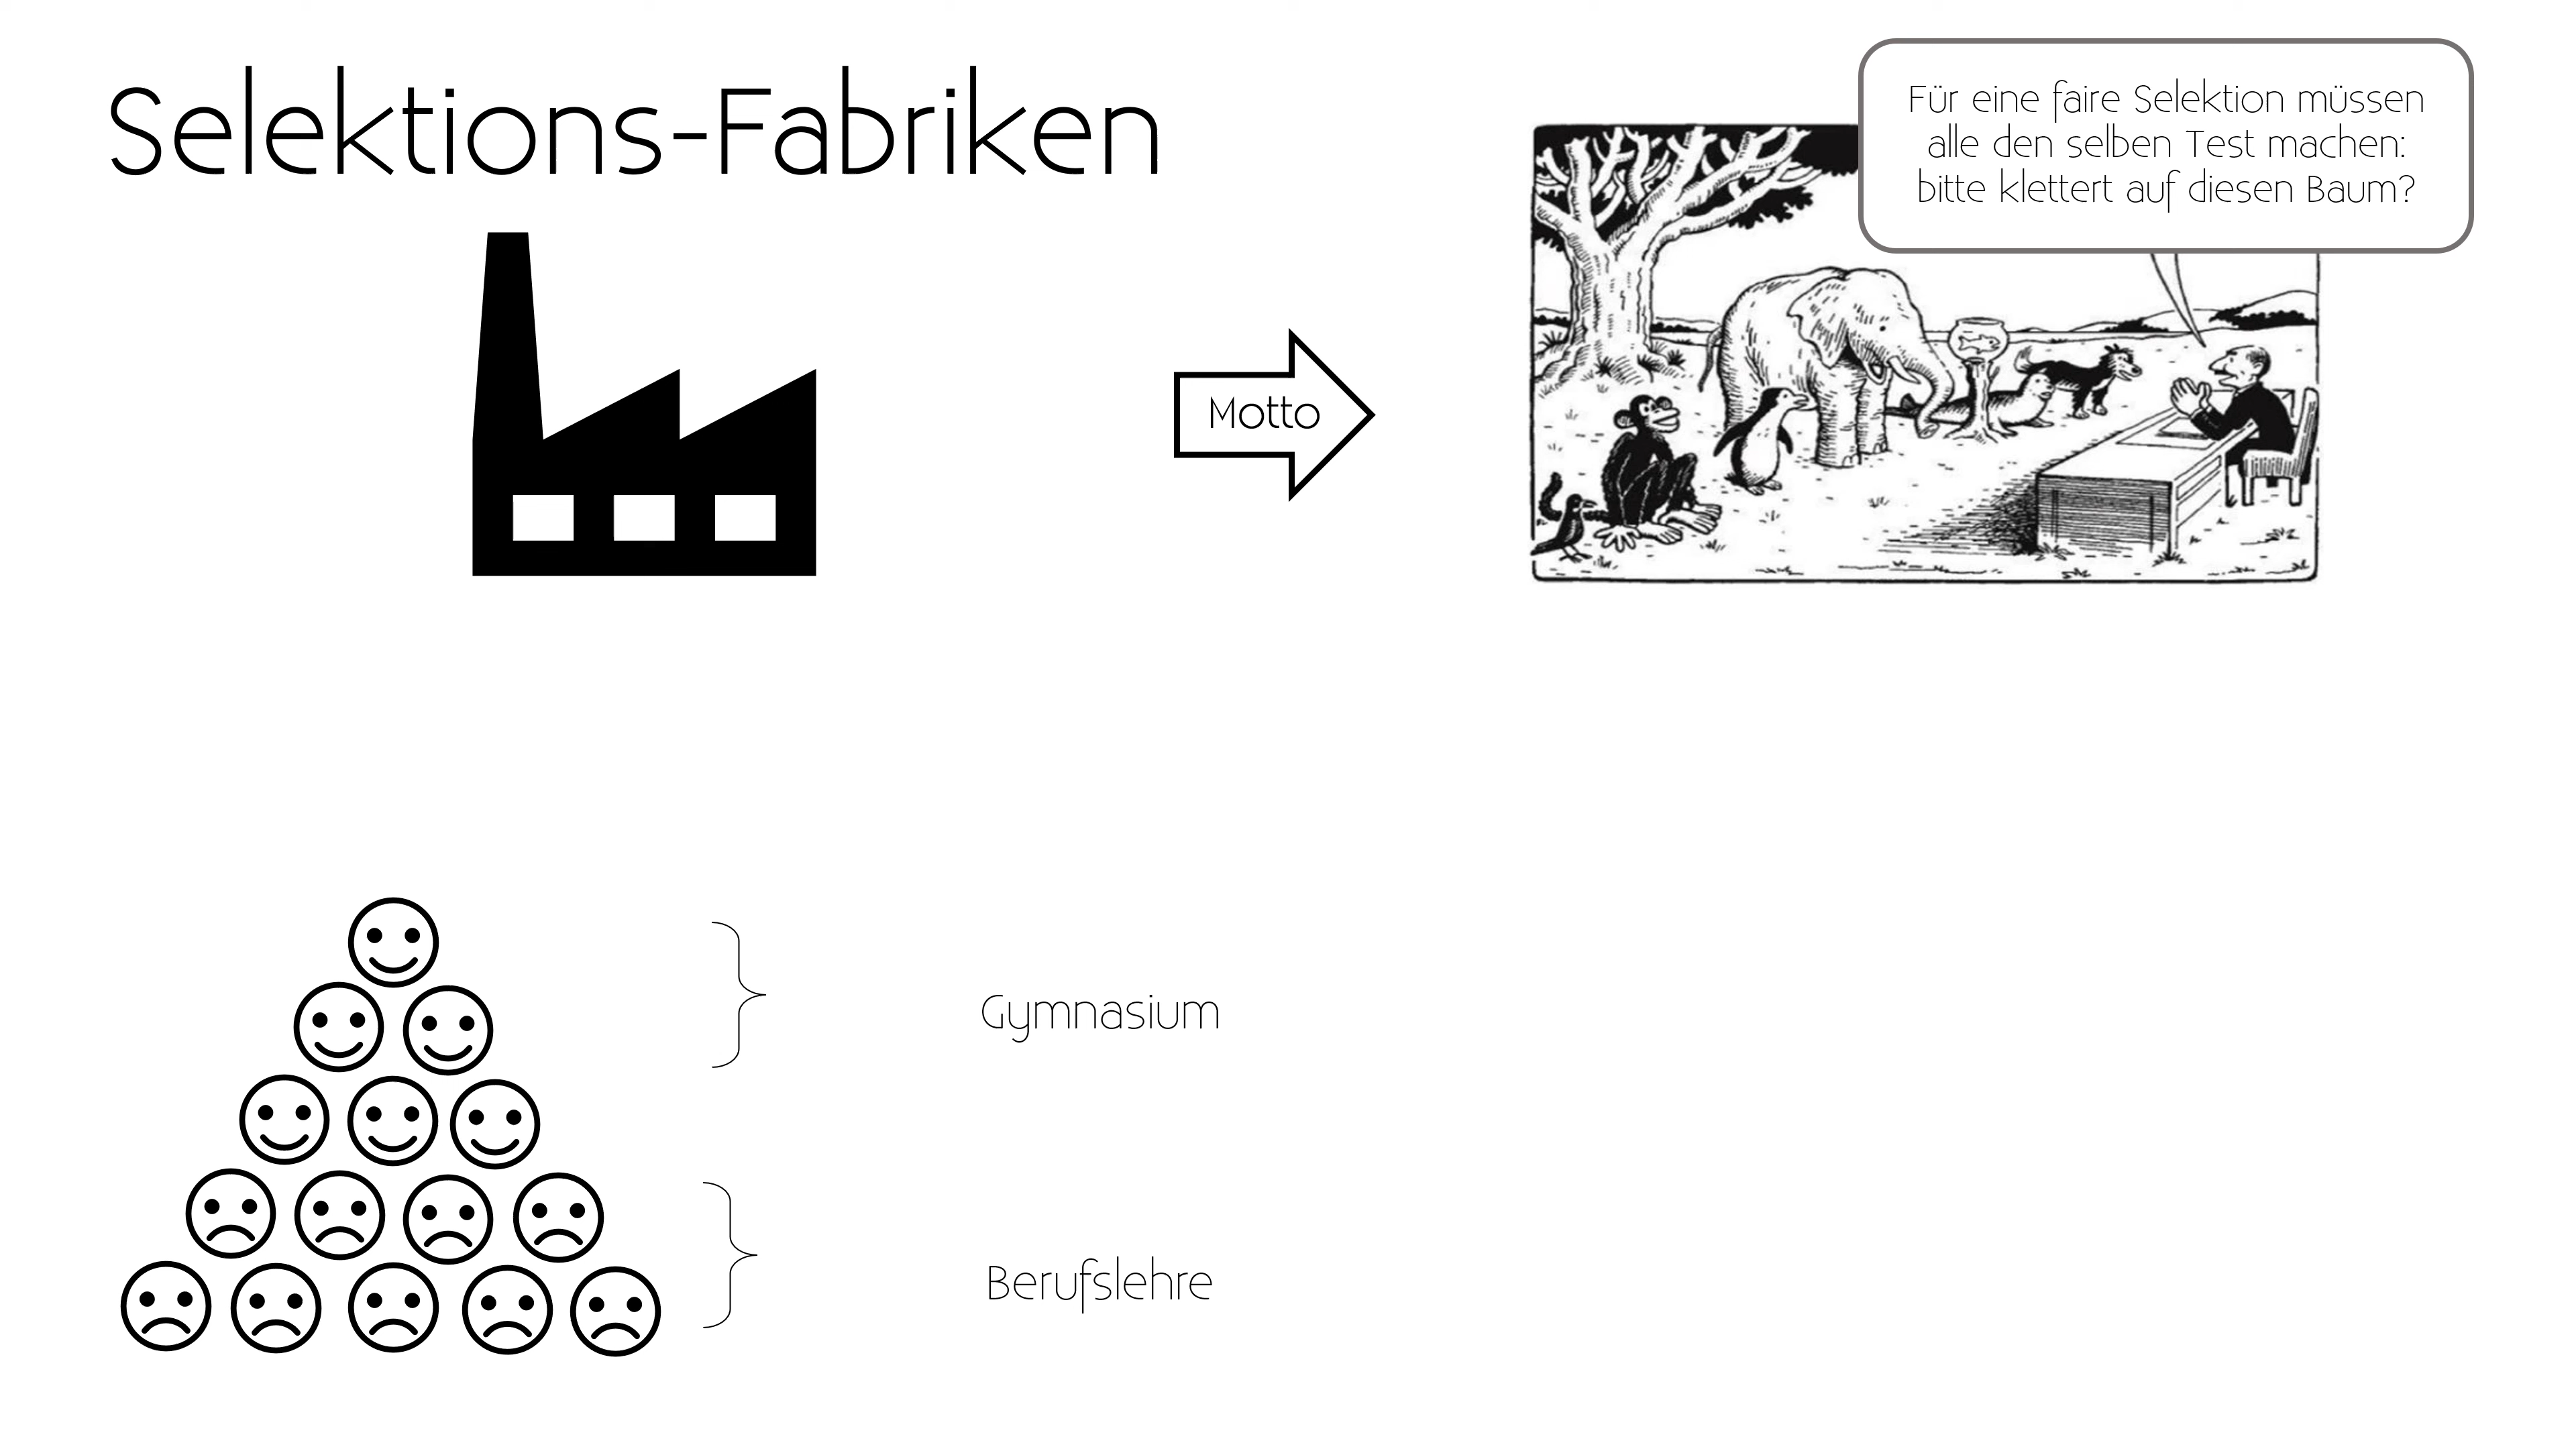 Selektions-Fabriken
Für eine faire Selektion müssen
alle den selben Test machen:
bitte klettert auf diesen Baum?
Motto
Gymnasium
Berufslehre